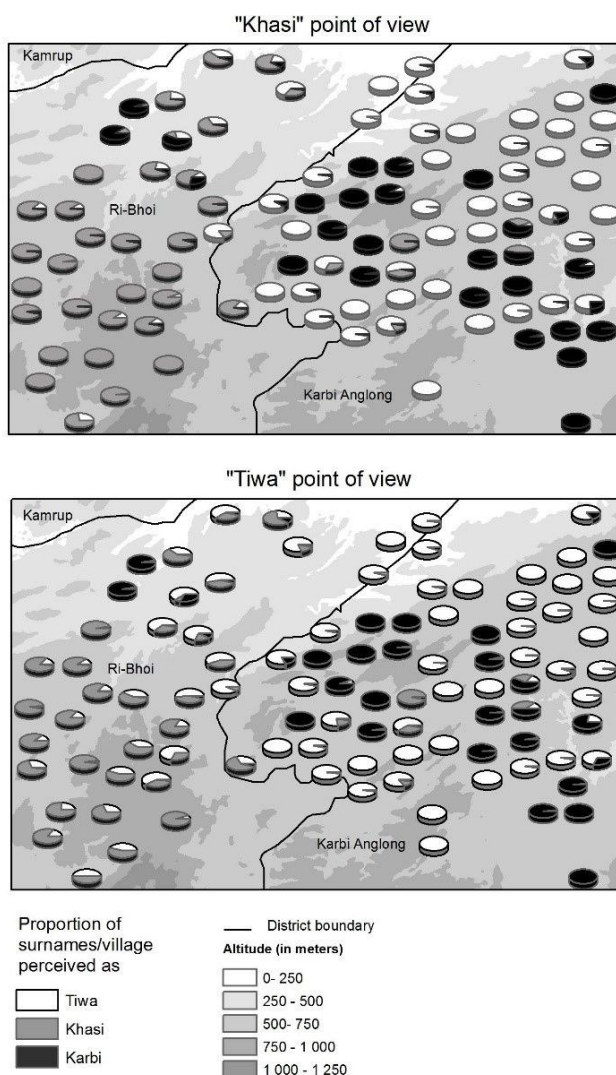 "Khasi" point of view
Kamrup
Ri-Bhoi
Karbi Anglong
"Tiwa" point of view
Kamrup
Ri-Bhoi
Karbi Anglong
Proportion of
surnames/village
perceived as
Tiwa
Khasi
Karbi
District boundary
Altitude (in meters)
0- 250
250 - 500
500- 750
750 - 1 000
1 000 - 1 250